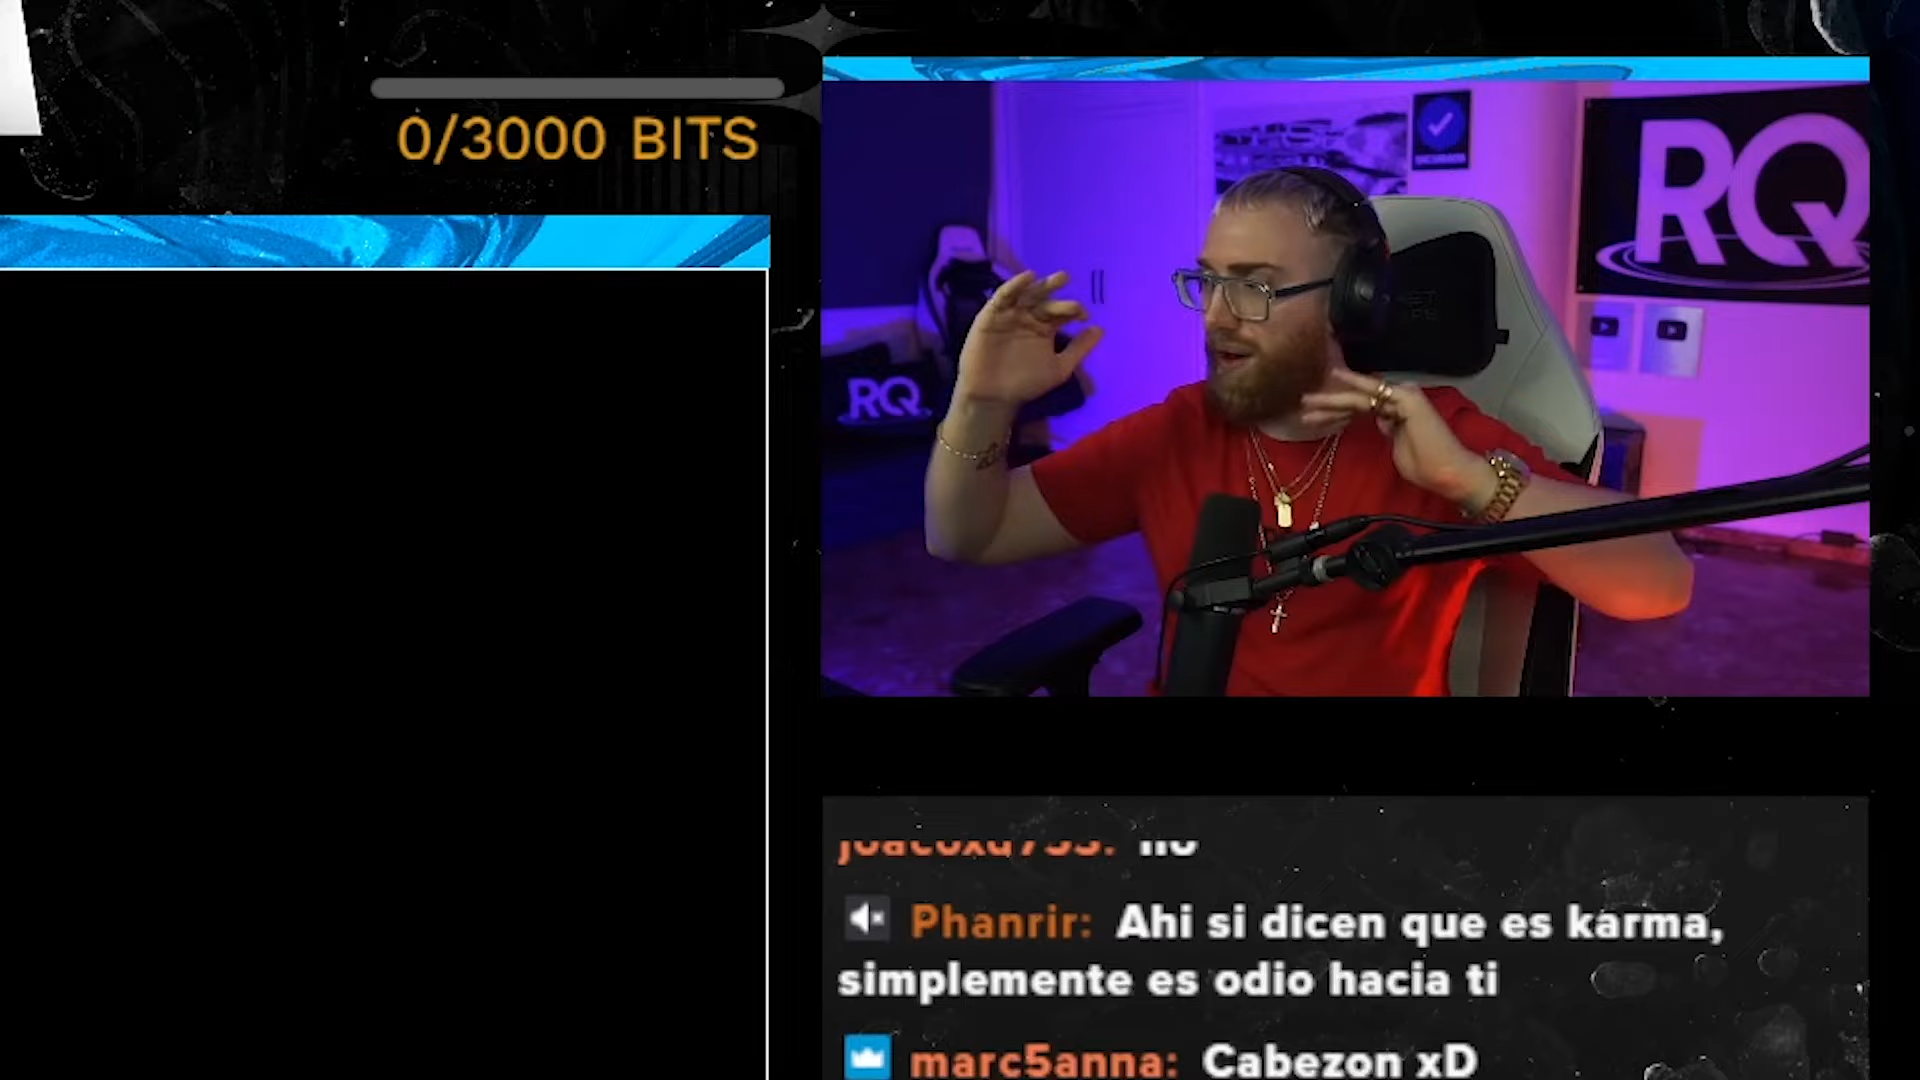 0/3000 BITS
RQ
RQ
no
Phanrir: Ahi si dicen que es karma,
simplemente es odio hacia ti
marc5anna: Cabezon xD